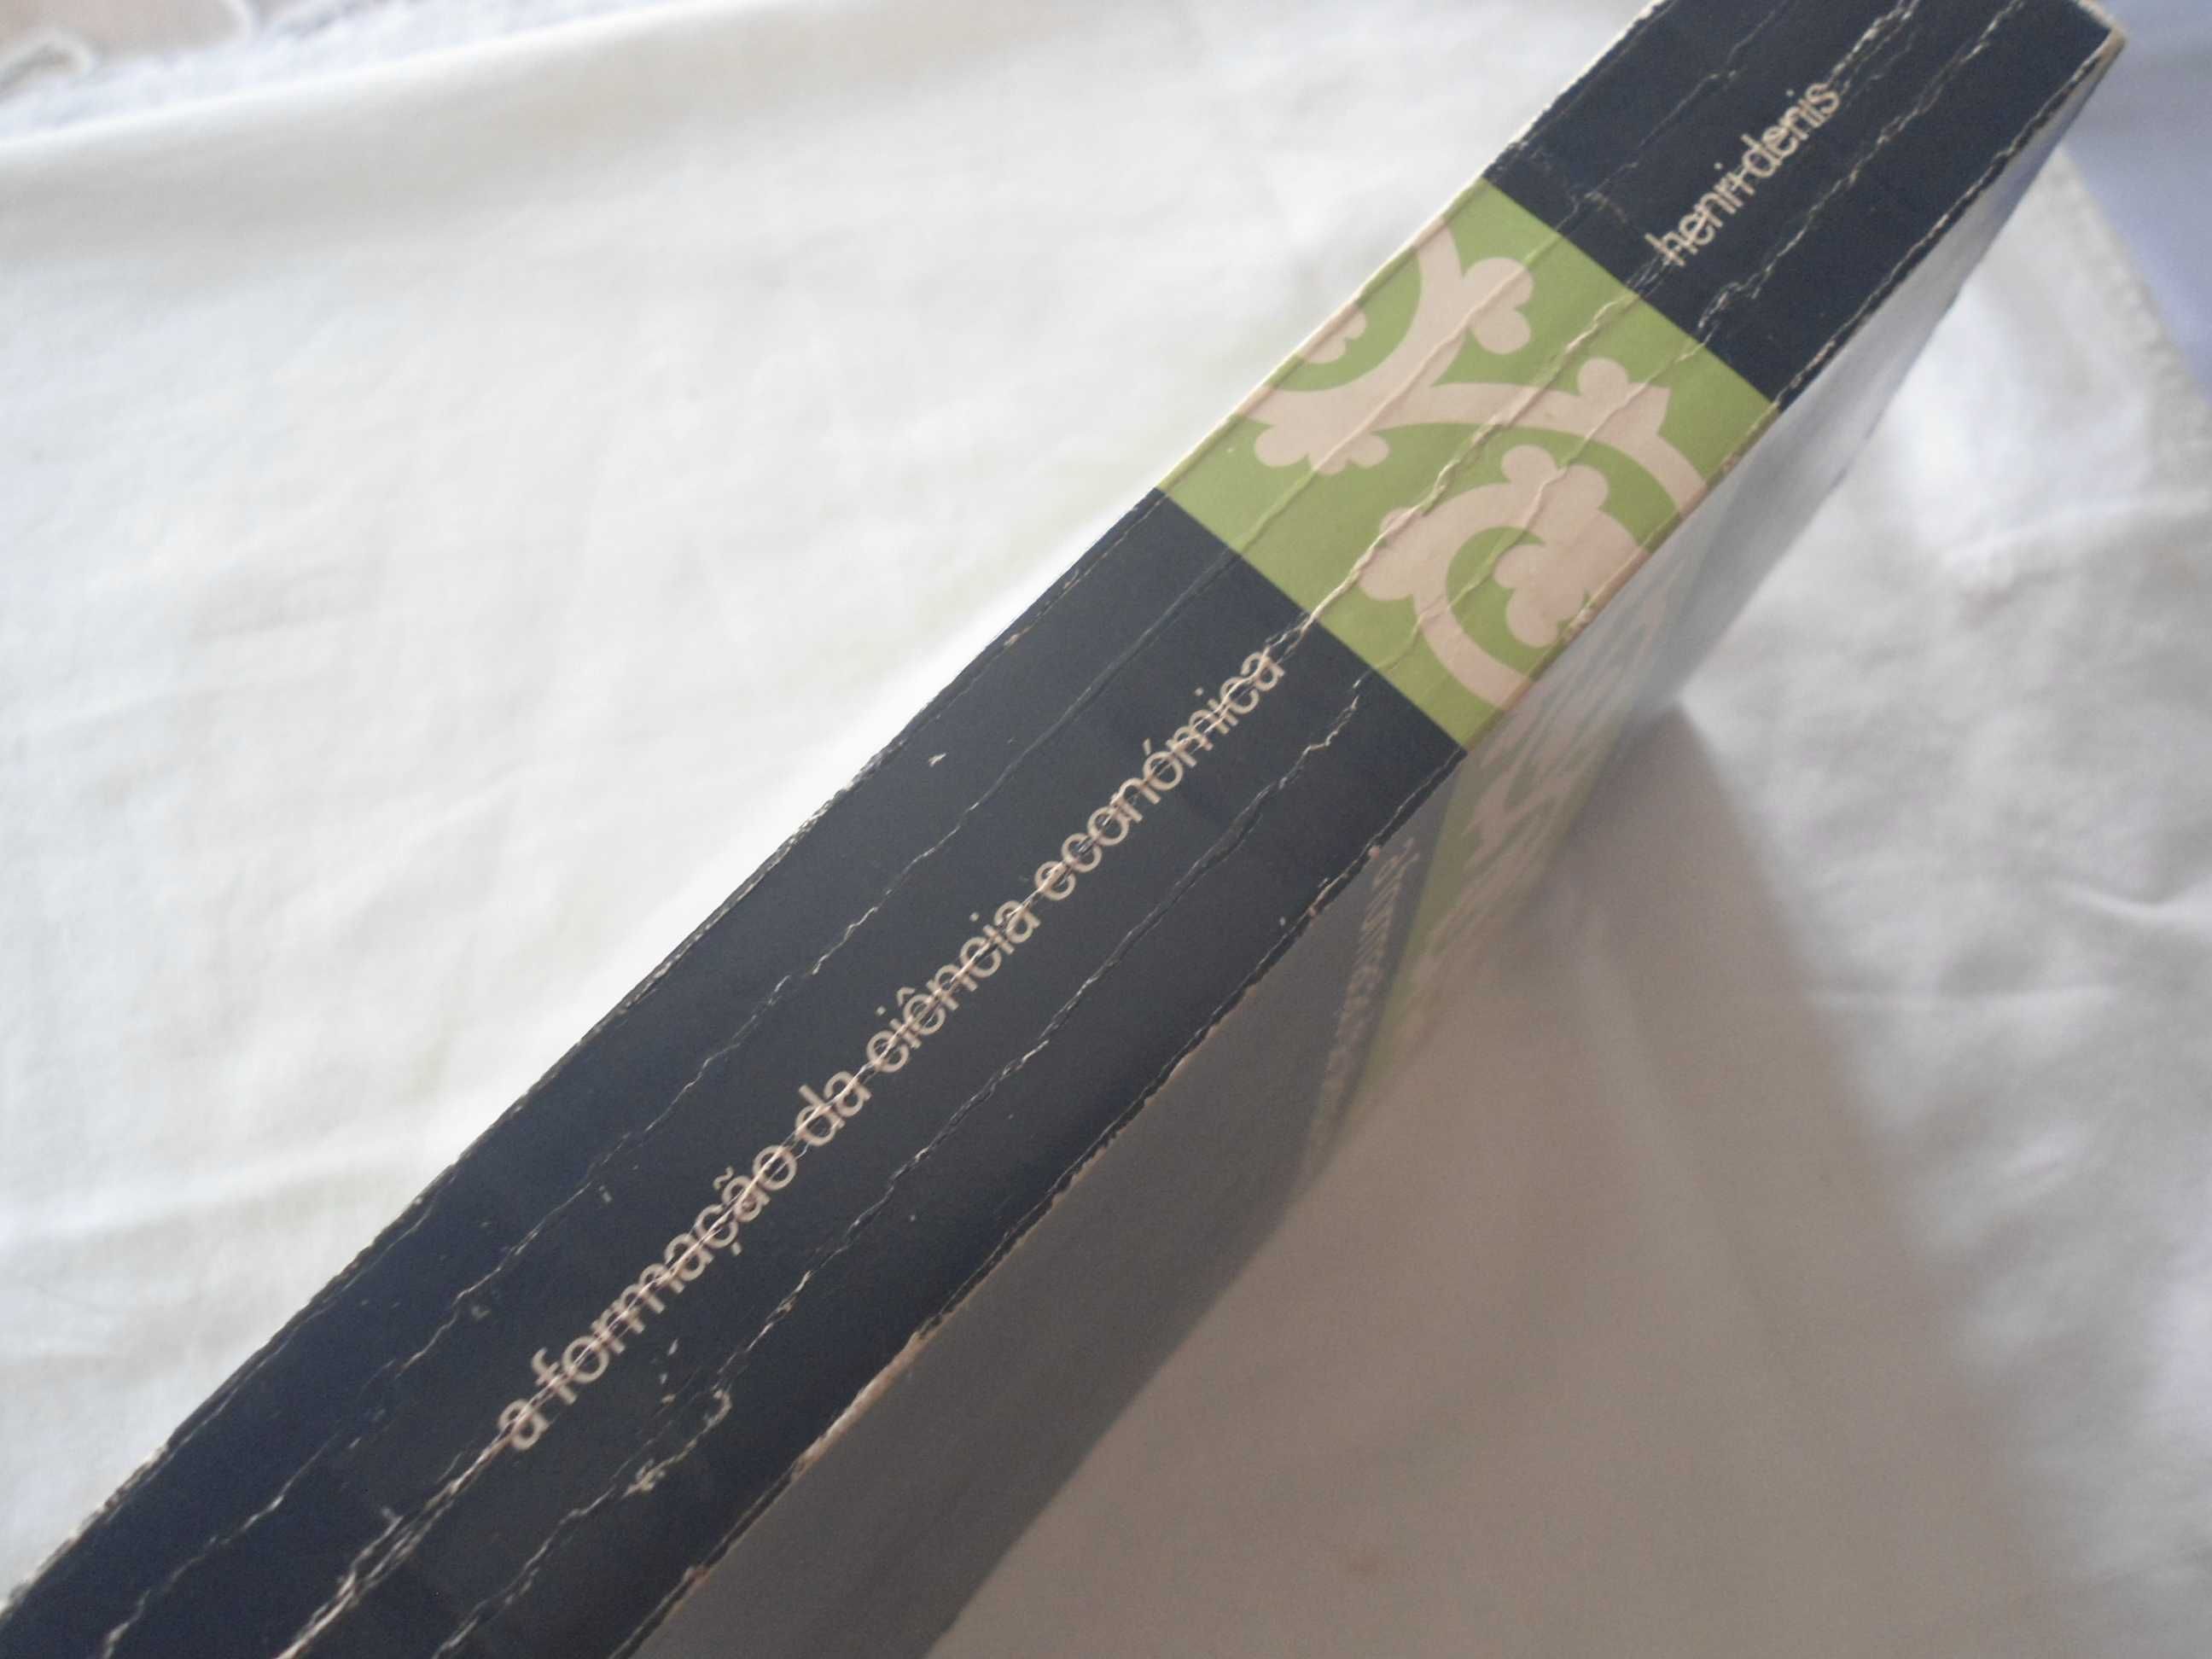 a formação da ciência económica
henri denis